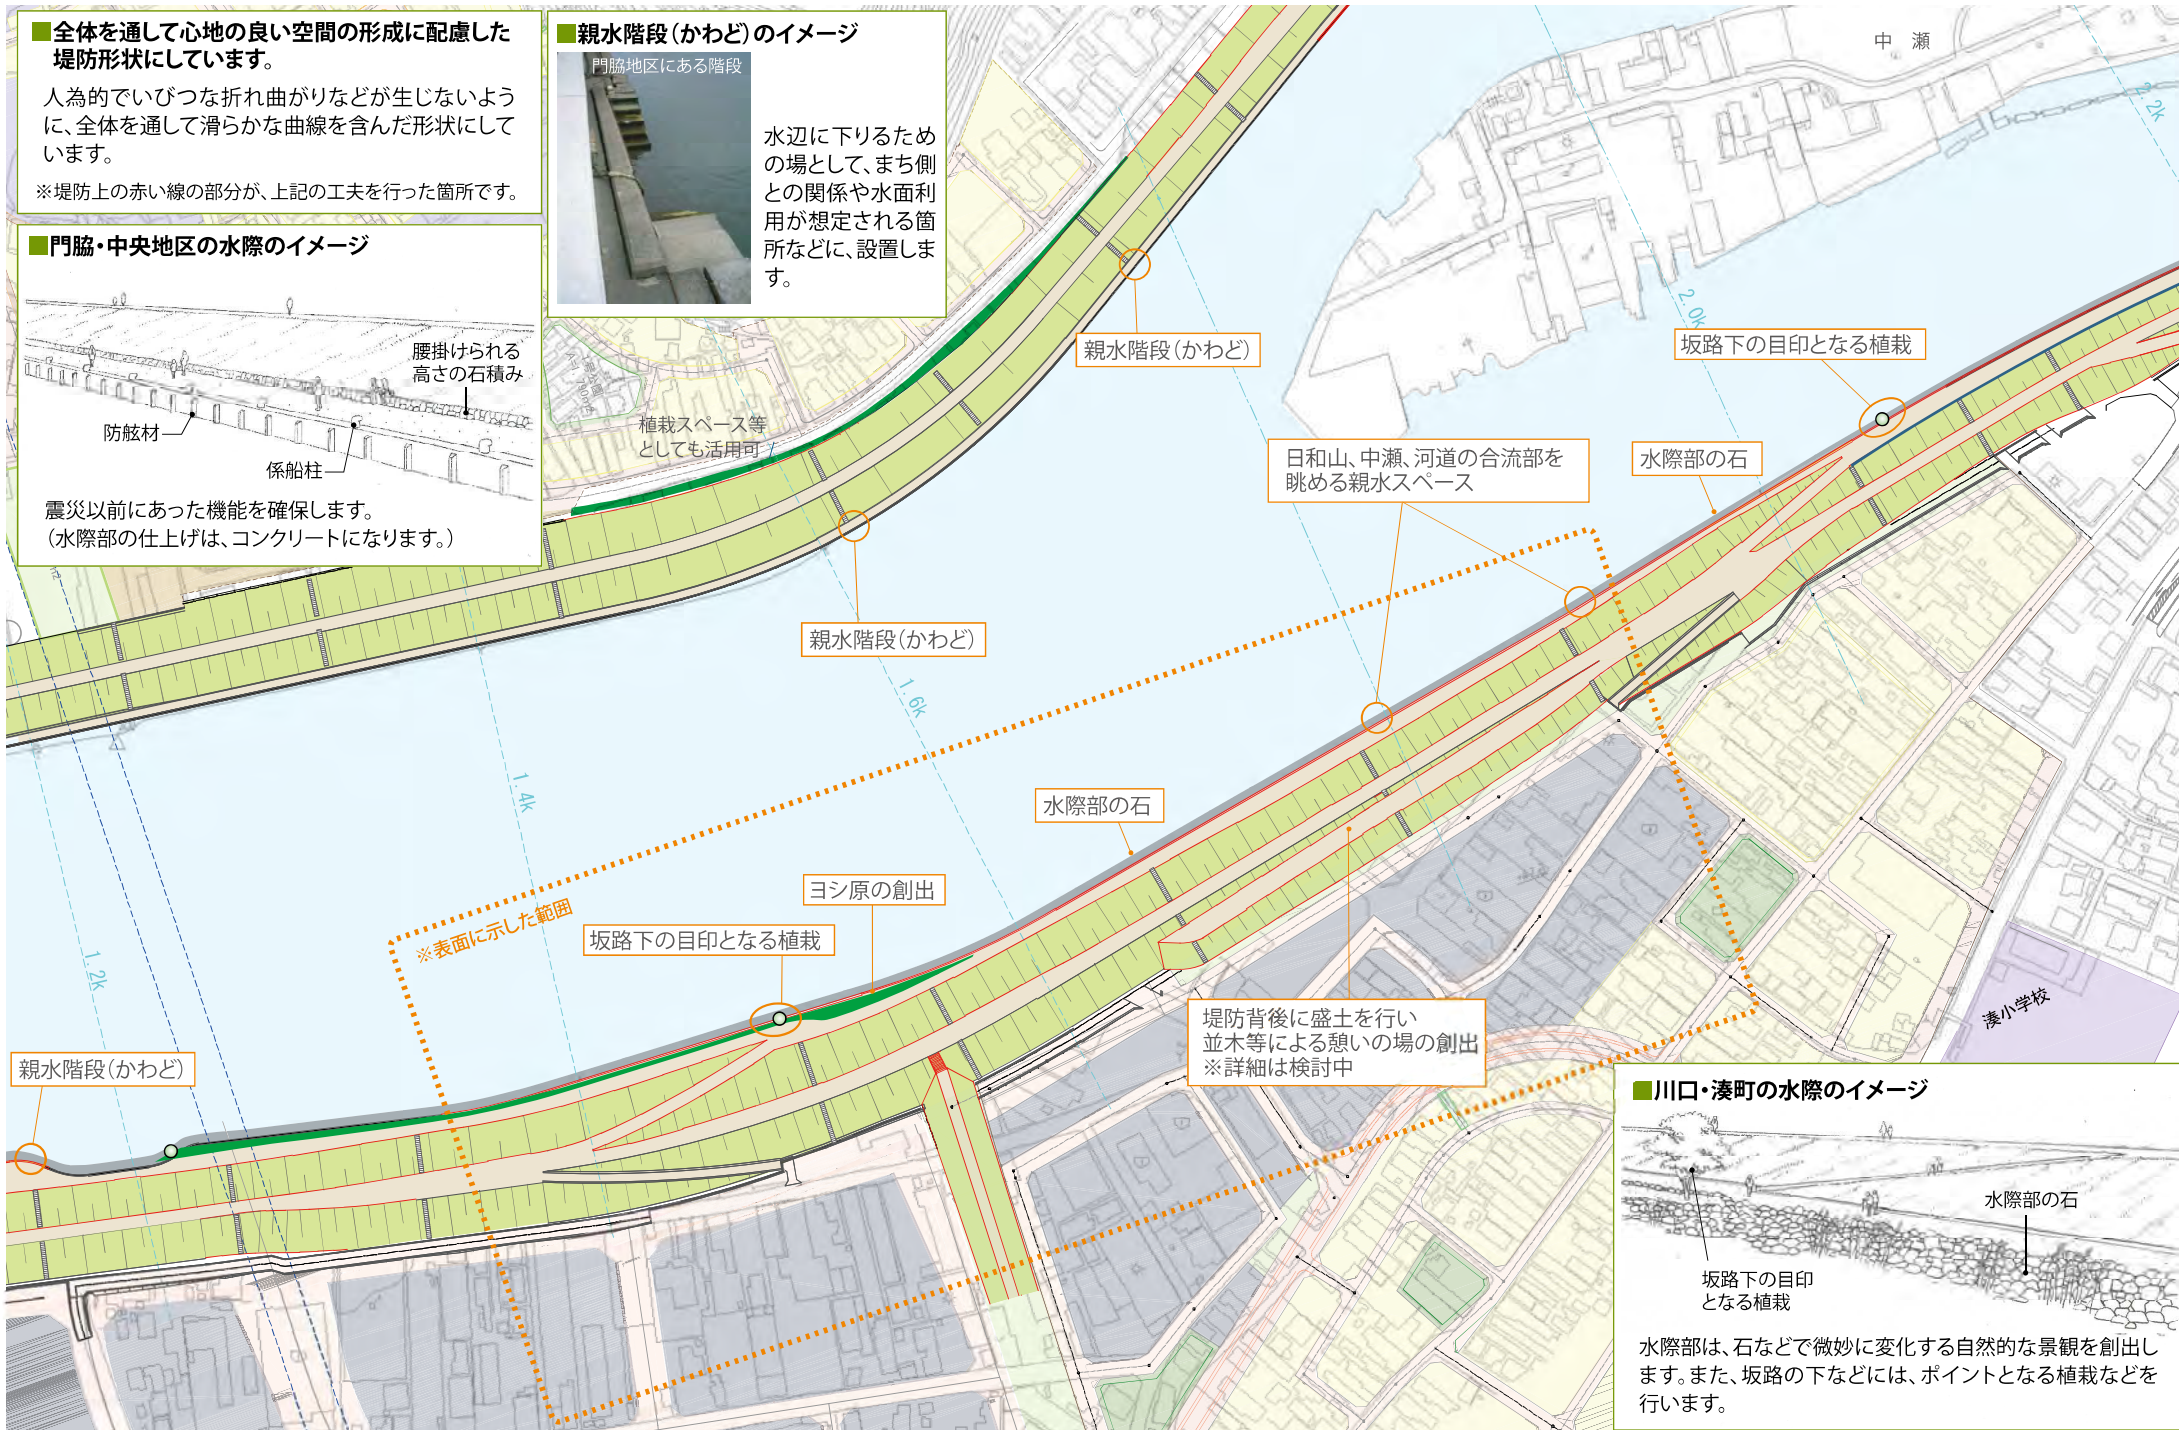 ■全体を通して心地の良い空間の形成に配慮した
堤防形状にしています。
人為的でいびつな折れ曲がりなどが生じないよう
に、全体を通して滑らかな曲線を含んだ形状にして
います。
※堤防上の赤い線の部分が、上記の工夫を行った箇所です。
■門脇・中央地区の水際のイメージ
腰掛けられる
高さの石積み
防舷材
係船柱
震災以前にあった機能を確保します。
（水際部の仕上げは、コンクリートになります。）
■親水階段（かわど）のイメージ
門脇地区にある階段
水辺に下りるため
の場として、まち側
との関係や水面利
用が想定される箇
所などに、設置しま
す。
中 瀬
2.2k
2.0k
親水階段（かわど）
坂路下の目印となる植栽
植栽スペース等
としても活用可
日和山、中瀬、河道の合流部を
眺める親水スペース
水際部の石
親水階段（かわど）
1.6k
1.4k
水際部の石
ヨシ原の創出
※表面に示した範囲
坂路下の目印となる植栽
1.2k
堤防背後に盛土を行い
並木等による憩いの場の創出
※詳細は検討中
湊小学校
親水階段（かわど）
■川口・湊町の水際のイメージ
水際部の石
坂路下の目印
となる植栽
水際部は、石などで微妙に変化する自然的な景観を創出し
ます。また、坂路の下などには、ポイントとなる植栽などを
行います。